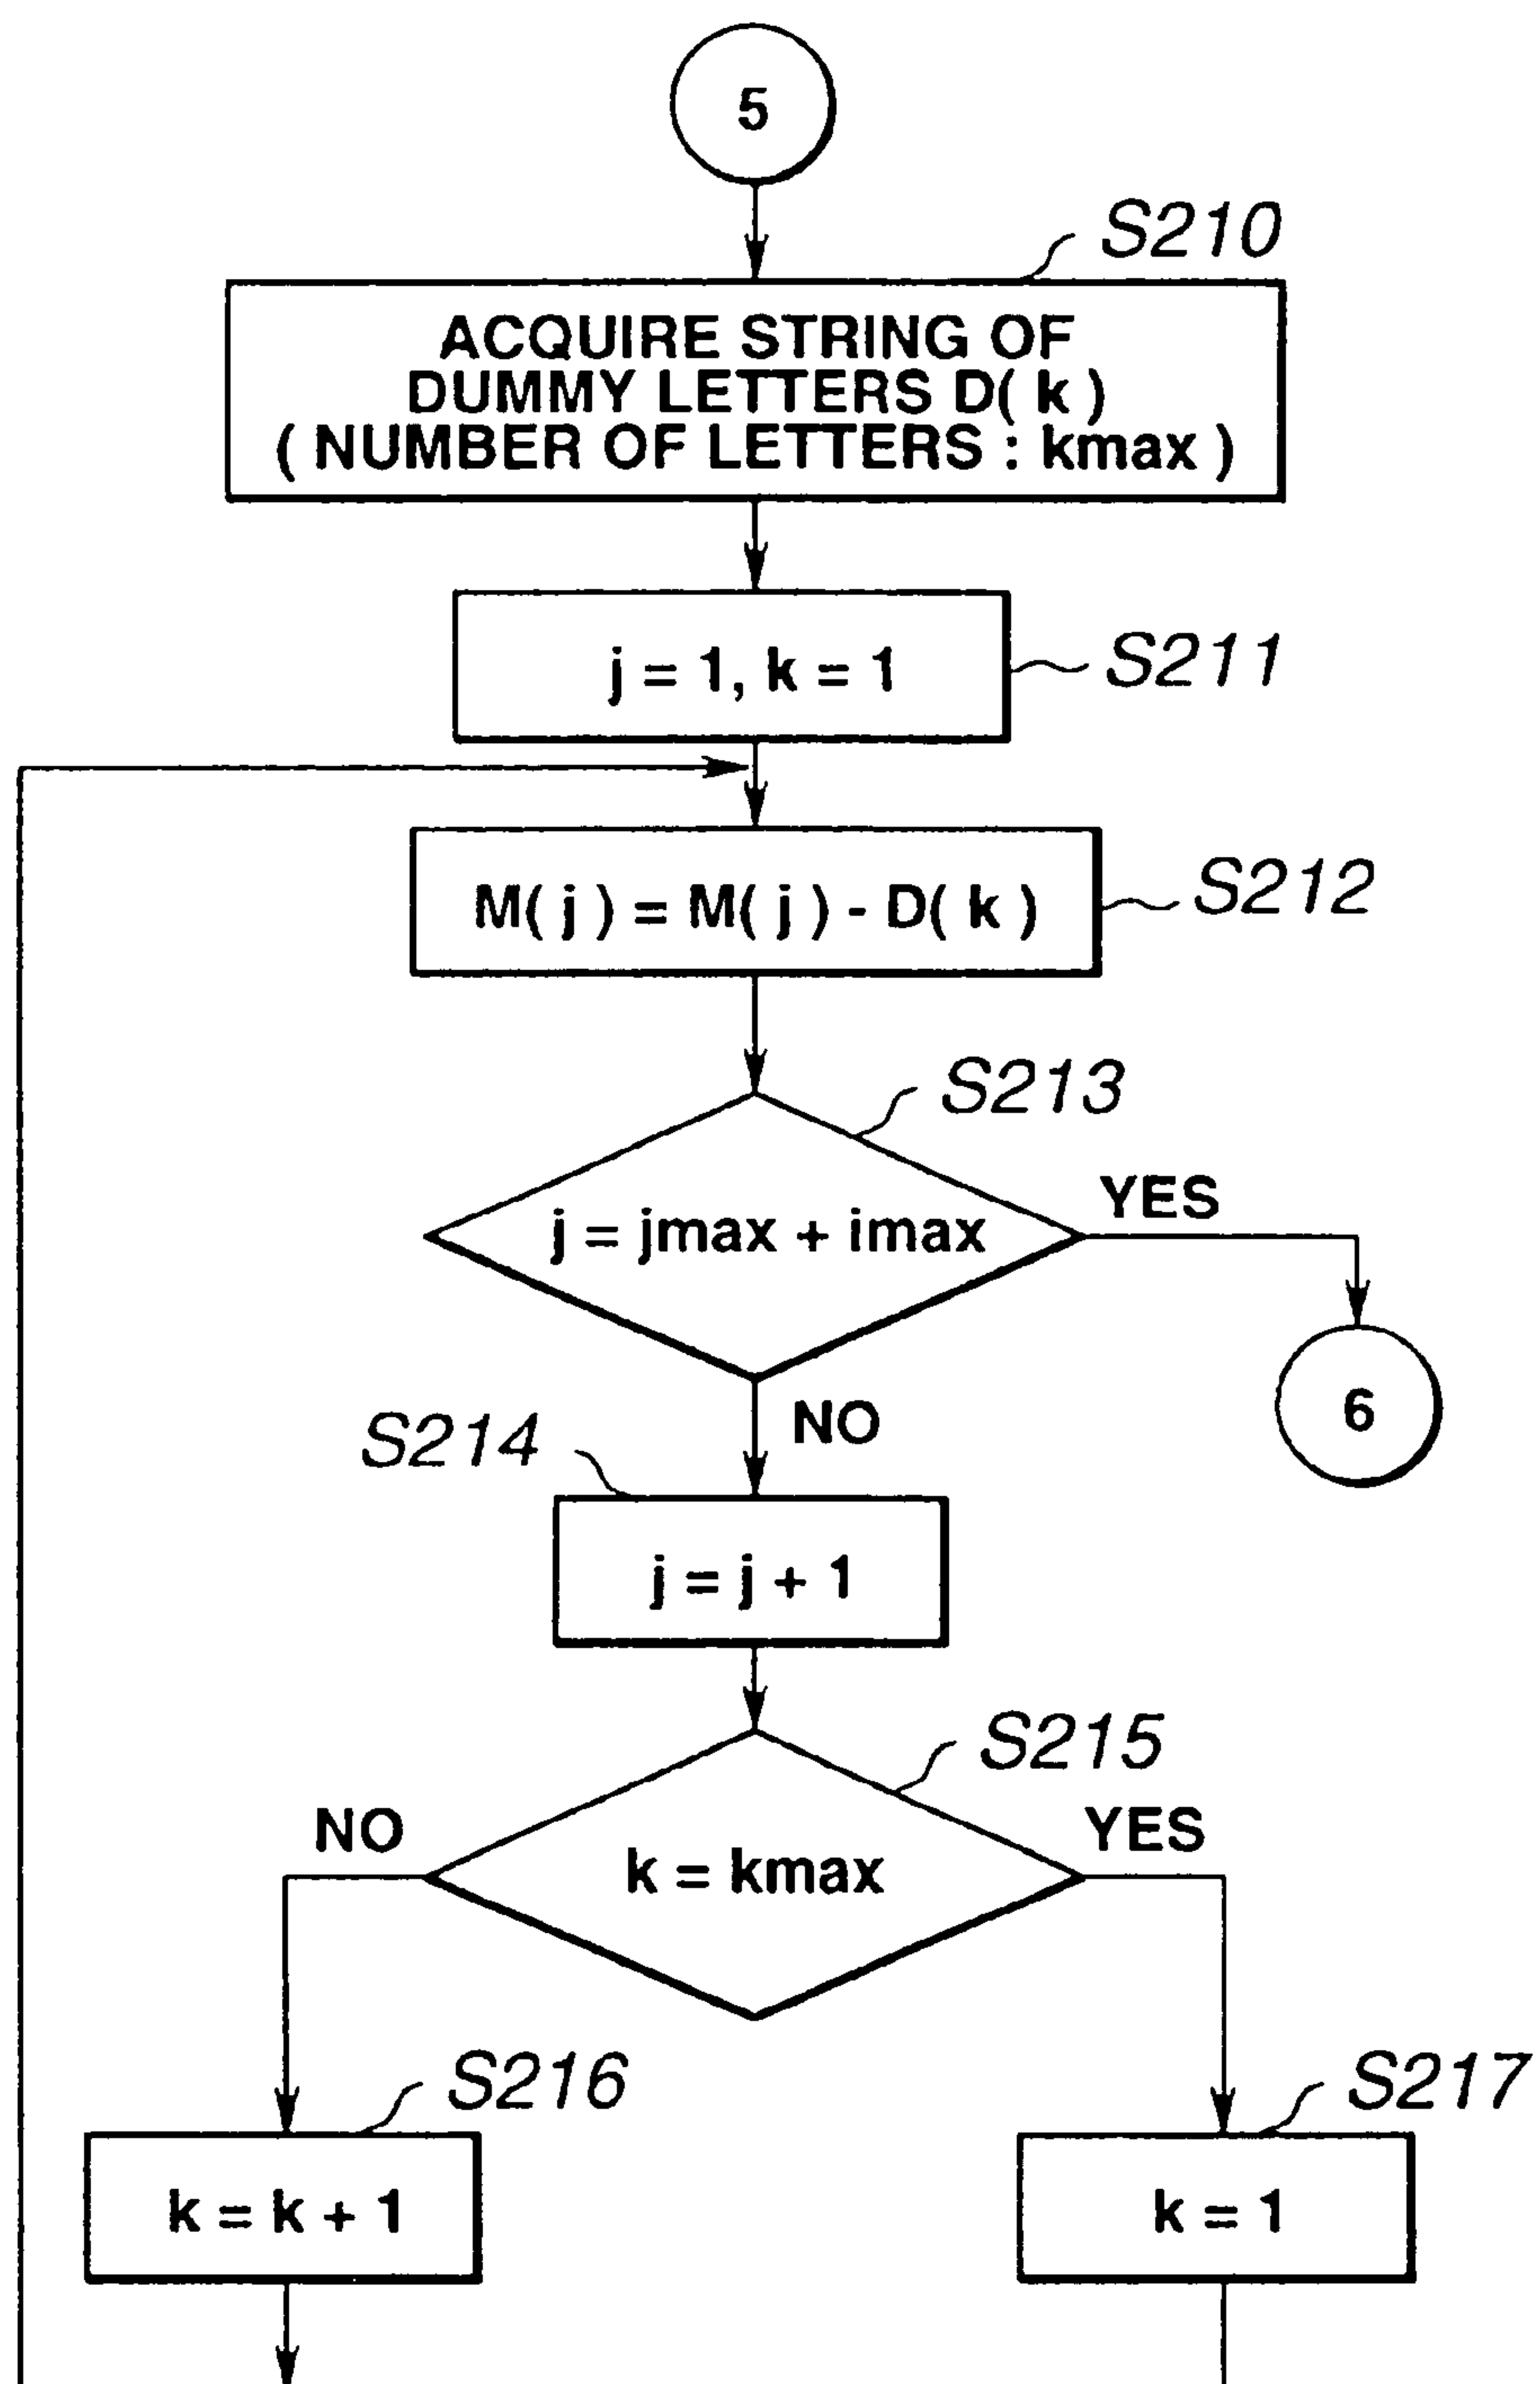 5
S210
ACQUIRE STRING OF
DUMMY LETTERS D( k )
( NUMBER OF LETTERS : kmax )
j = 1, k = 1
S211
M( j ) = M( j ) - D( k )
S212
S213
j = jmax + imax
YES
6
NO
S214
j = j + 1
S215
NO
k = kmax
YES
S216
S217
k = k + 1
k = 1